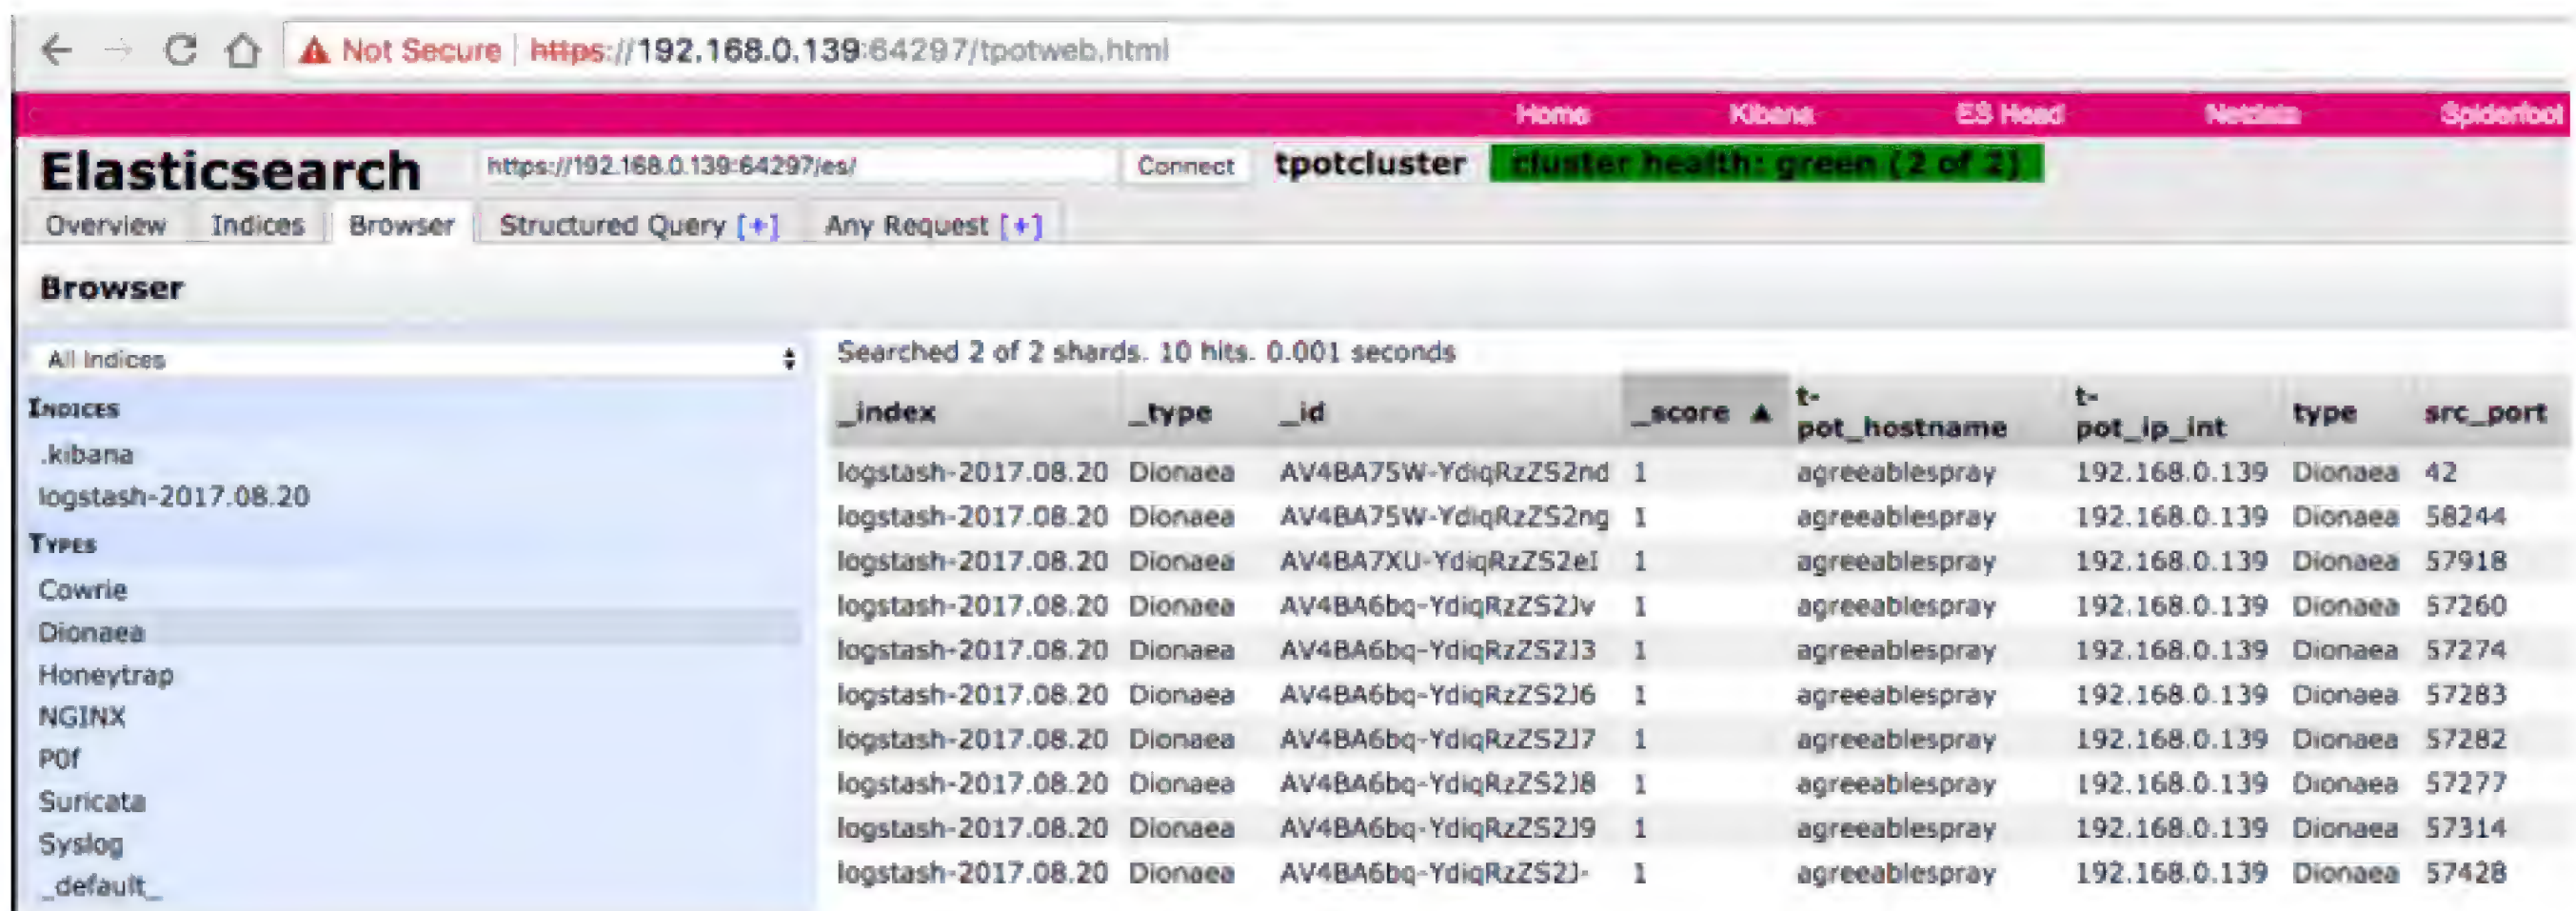 Not Secure https://192.168.0.139:64297/tpotweb.html
Home Kibana ES Head Netdata Spiderfoot
Elasticsearch https://192.168.0.139:64297/es/ Connect tpotcluster cluster health: green (2 of 2)
Overview Indices Browser Structured Query [+] Any Request [+]
Browser
All Indices
Indices
.kibana
logstash-2017.08.20
Types
Cowrie
Dionaea
Honeytrap
NGINX
P0f
Suricata
Syslog
_default_
Searched 2 of 2 shards. 10 hits. 0.001 seconds
_index _type _id _score ▲ t-pot_hostname t-pot_ip_int type src_port
logstash-2017.08.20 Dionaea AV4BA75W-YdiqRzZS2nd 1 agreeablespray 192.168.0.139 Dionaea 42
logstash-2017.08.20 Dionaea AV4BA75W-YdiqRzZS2ng 1 agreeablespray 192.168.0.139 Dionaea 58244
logstash-2017.08.20 Dionaea AV4BA7XU-YdiqRzZS2eI 1 agreeablespray 192.168.0.139 Dionaea 57918
logstash-2017.08.20 Dionaea AV4BA6bq-YdiqRzZS2Jv 1 agreeablespray 192.168.0.139 Dionaea 57260
logstash-2017.08.20 Dionaea AV4BA6bq-YdiqRzZS2J3 1 agreeablespray 192.168.0.139 Dionaea 57274
logstash-2017.08.20 Dionaea AV4BA6bq-YdiqRzZS2J6 1 agreeablespray 192.168.0.139 Dionaea 57283
logstash-2017.08.20 Dionaea AV4BA6bq-YdiqRzZS2J7 1 agreeablespray 192.168.0.139 Dionaea 57282
logstash-2017.08.20 Dionaea AV4BA6bq-YdiqRzZS2J8 1 agreeablespray 192.168.0.139 Dionaea 57277
logstash-2017.08.20 Dionaea AV4BA6bq-YdiqRzZS2J9 1 agreeablespray 192.168.0.139 Dionaea 57314
logstash-2017.08.20 Dionaea AV4BA6bq-YdiqRzZS2J- 1 agreeablespray 192.168.0.139 Dionaea 57428